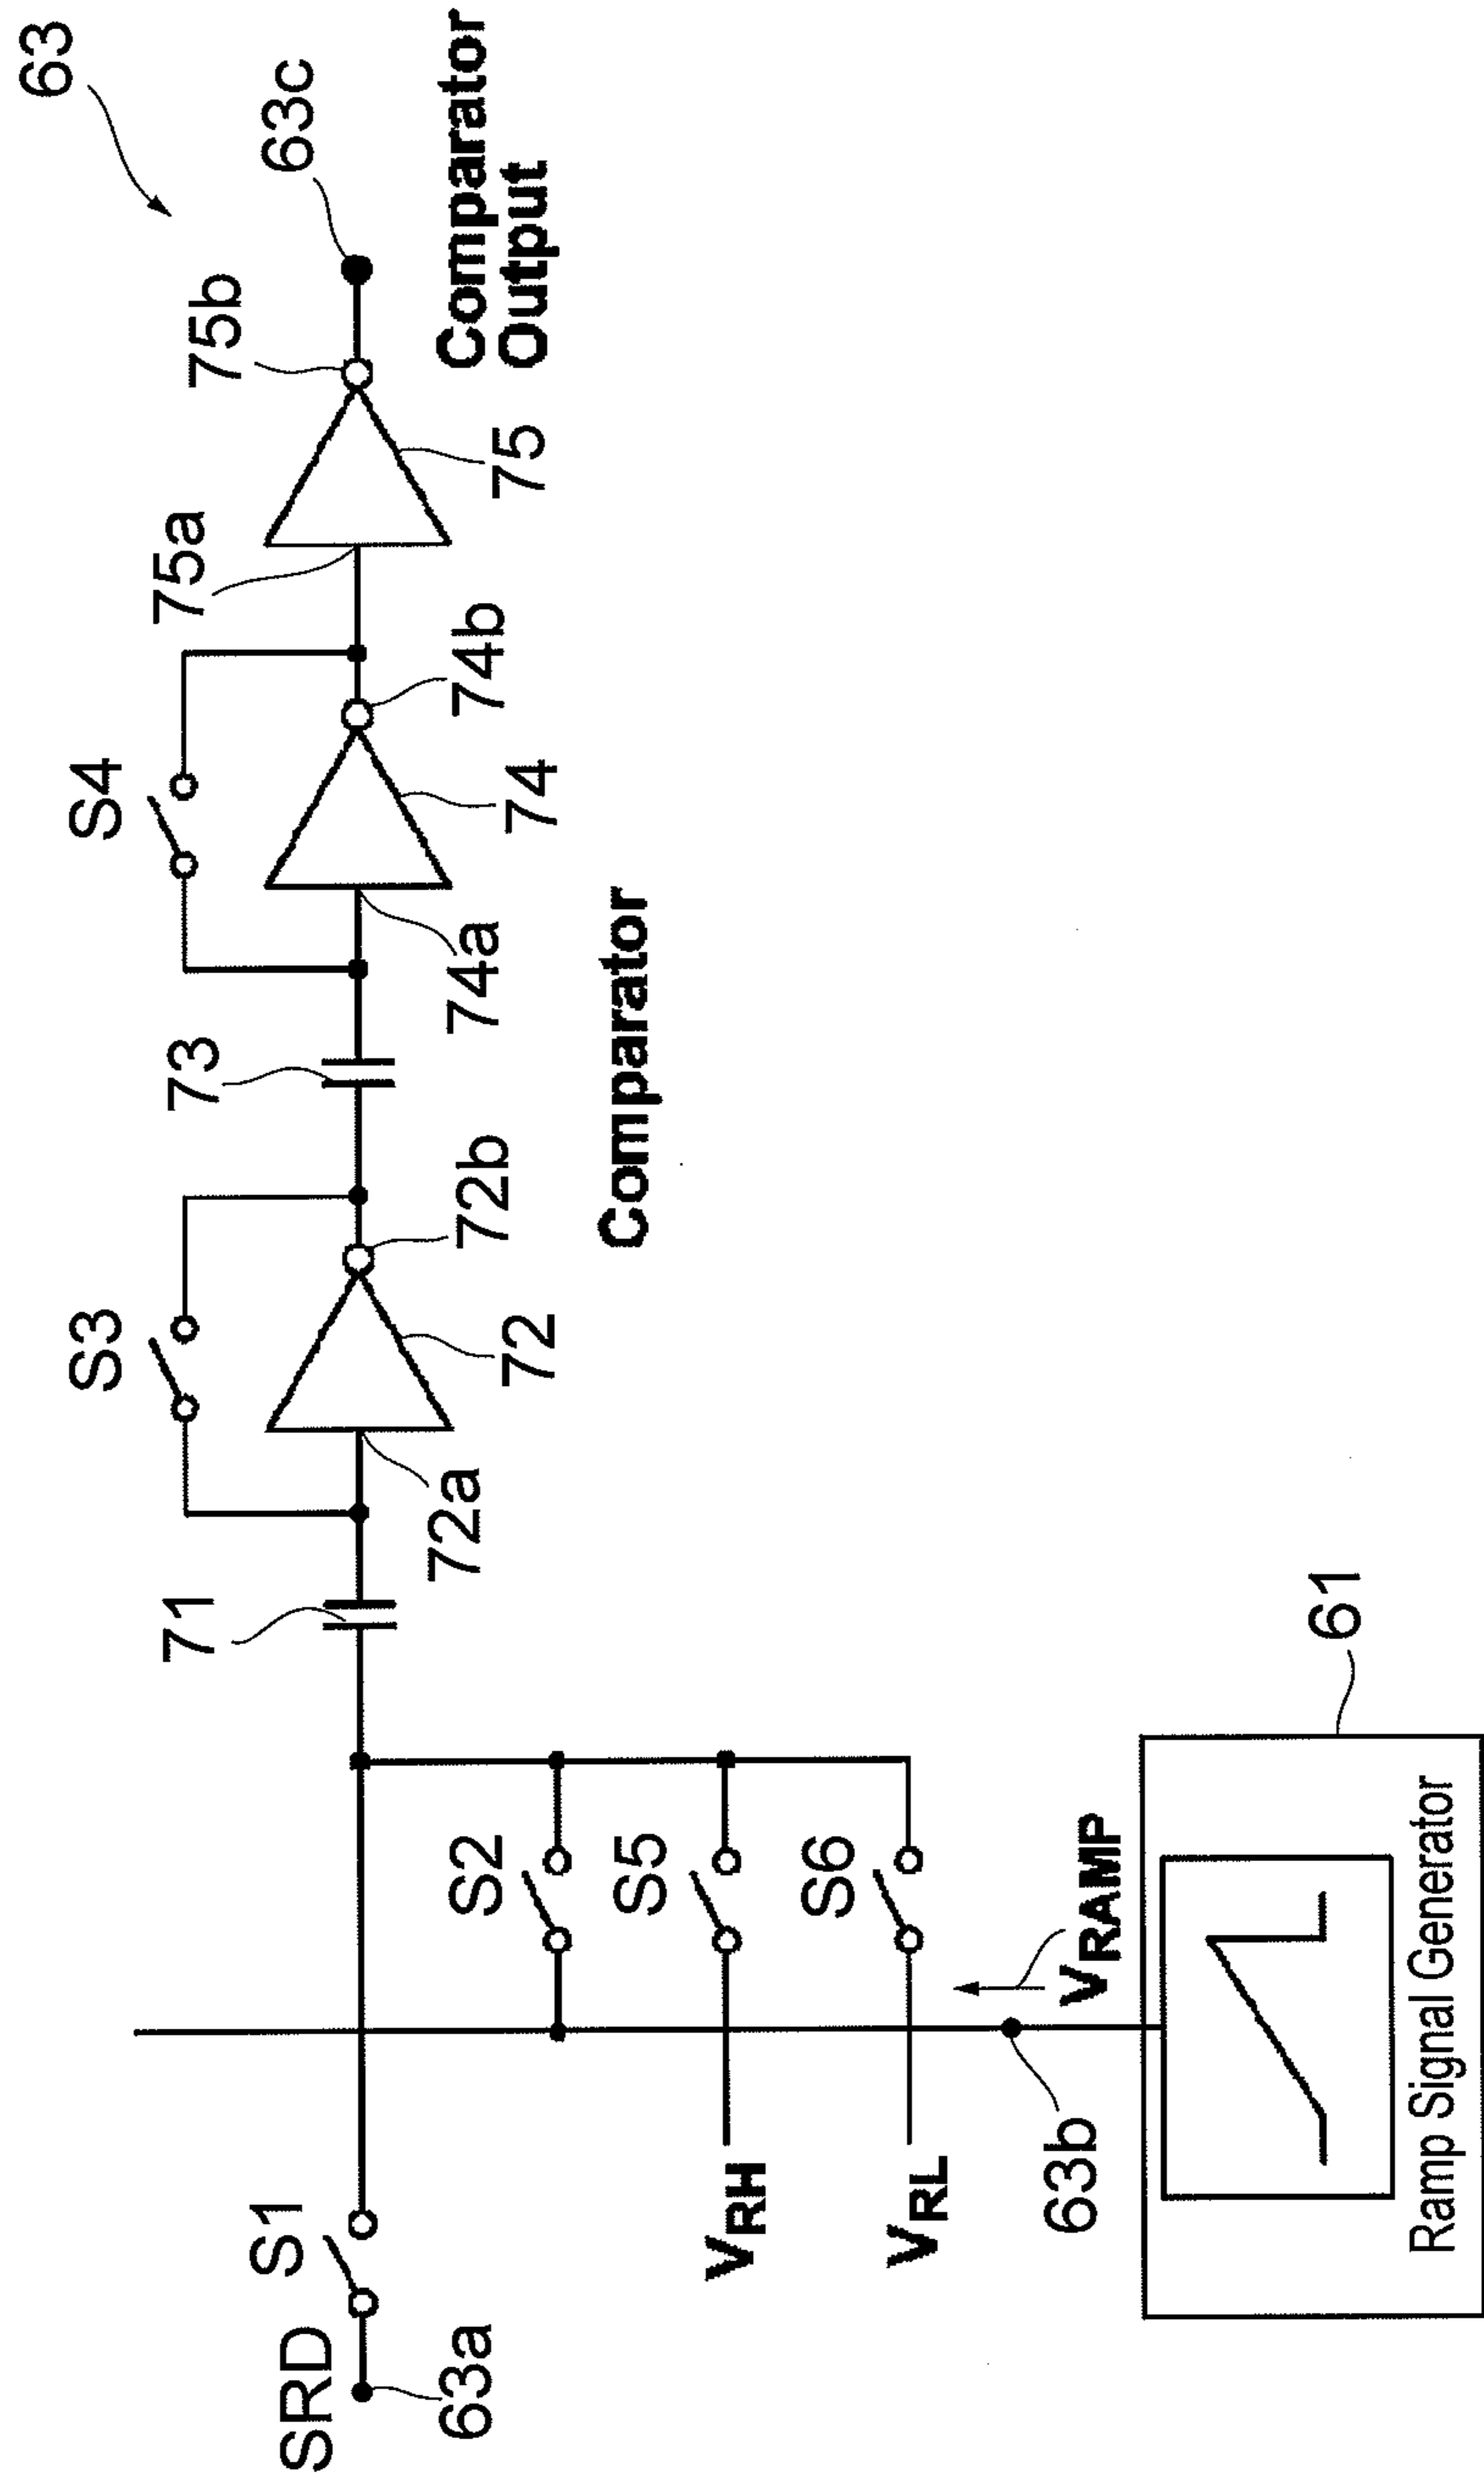 63
S3
S4
71
73
75a
75b
63c
SRD
S1
63a
72a
72
72b
74a
74
74b
75
Comparator
Output
S2
S5
S6
Comparator
VRH
VRL
63b
VRAMP
61
Ramp Signal Generator